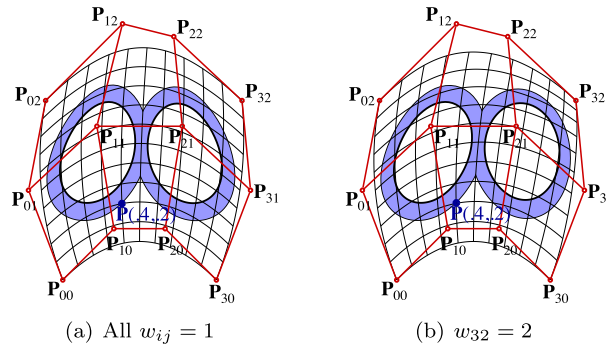 P12
P22
P02
P32
P11
P21
P01
P31
P(.4,.2)
P10
P20
P00
P30
(a) All wij = 1
P12
P22
P02
P32
P11
P21
P01
P3
P(.4,.2)
P10
P20
P00
P30
(b) w32 = 2